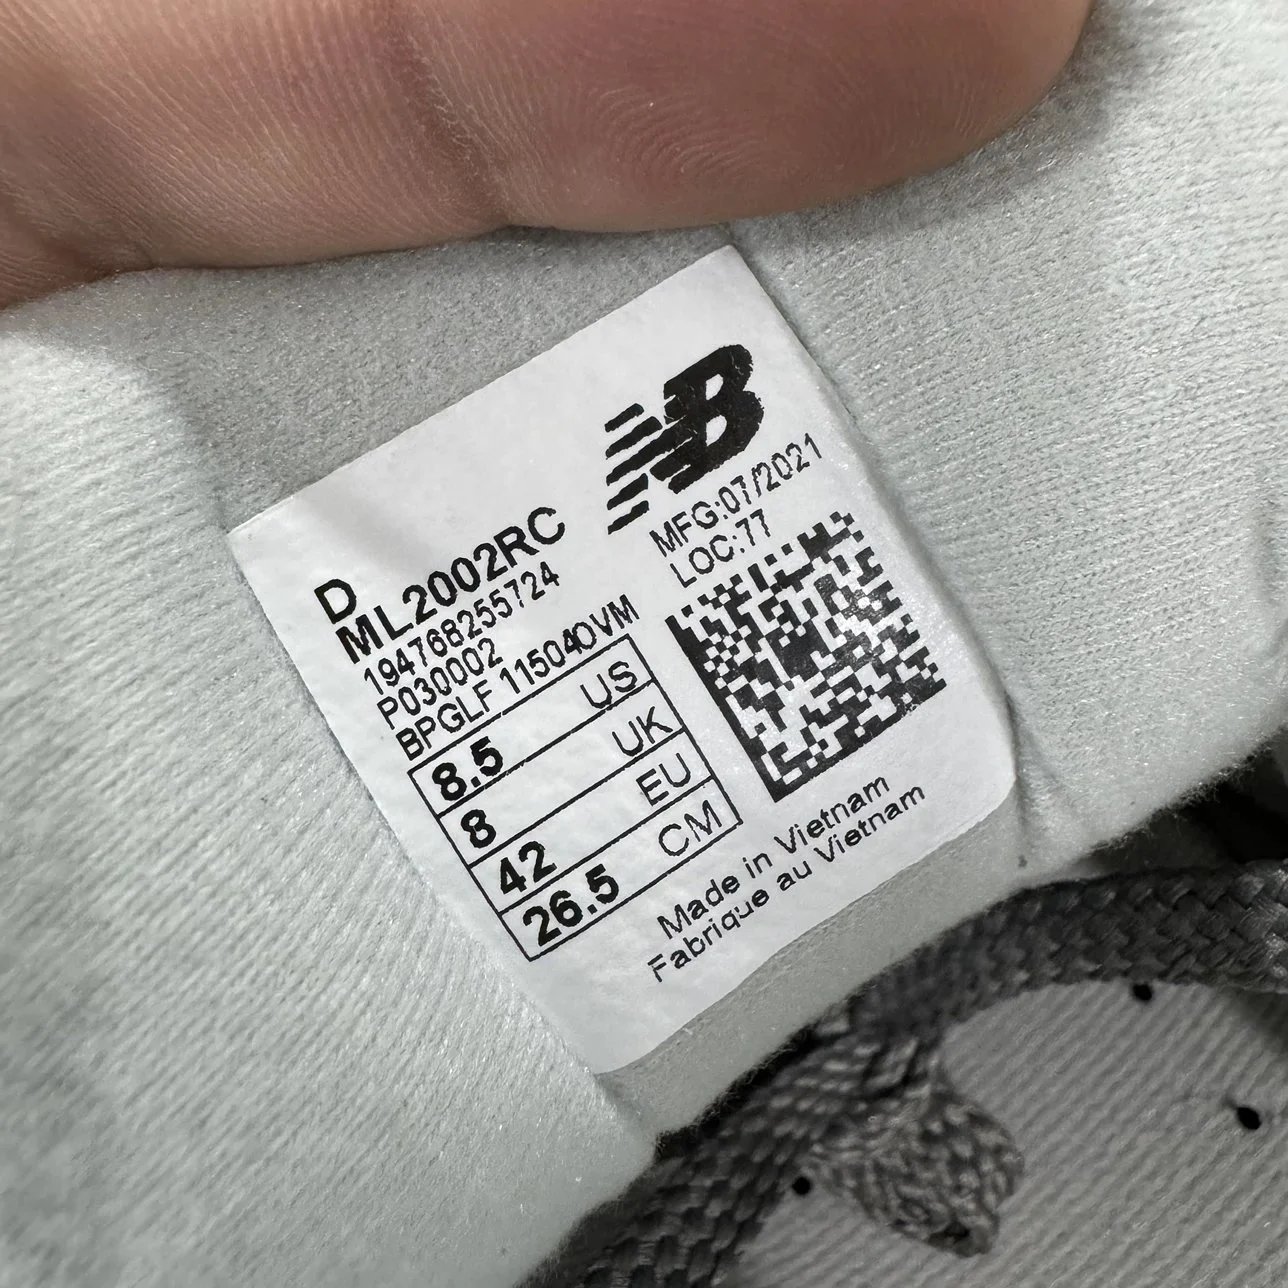 NB
MFG:07/2021
LOC:77
D
ML2002RC
194768255724
P030002
BPGLF 115040VM
8.5 US
8 UK
42 EU
26.5 CM
Made in Vietnam
Fabrique au Vietnam